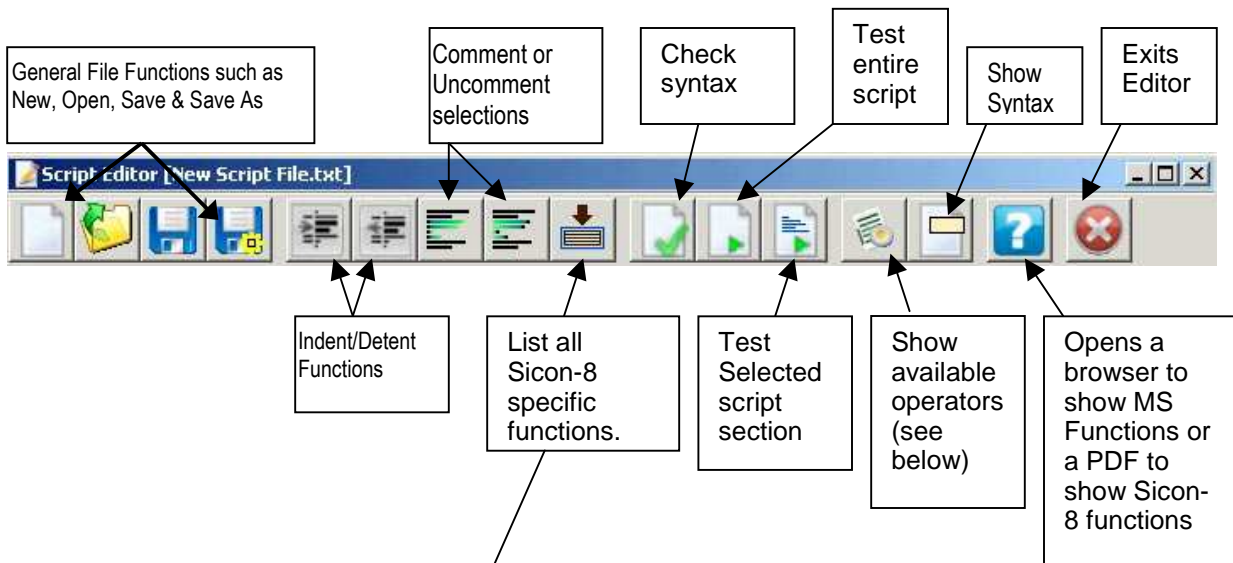 General File Functions such as
New, Open, Save & Save As
Comment or
Uncomment
selections
Check
syntax
Test
entire
script
Show
Syntax
Exits
Editor
Script Editor [New Script File.txt]
Indent/Detent
Functions
List all
Sicon-8
specific
functions.
Test
Selected
script
section
Show
available
operators
(see
below)
Opens a
browser to
show MS
Functions or
a PDF to
show Sicon-
8 functions